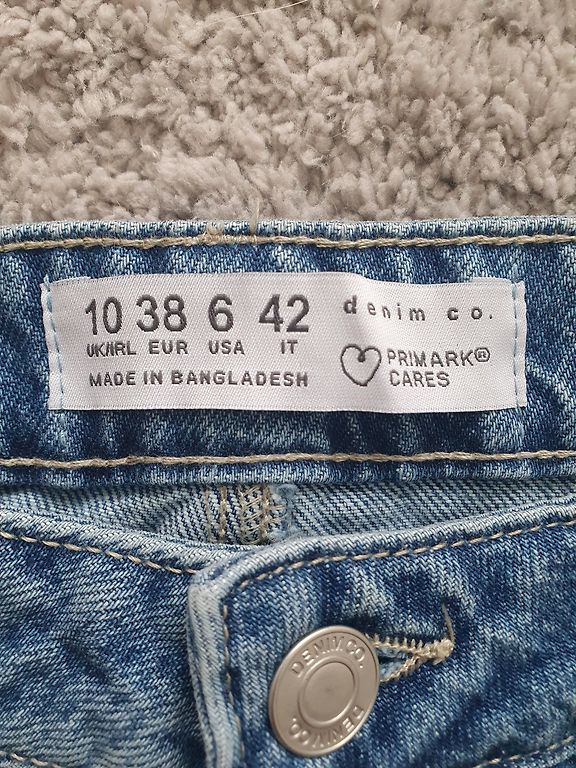 10 38 6 42
UK/IRL EUR USA IT
MADE IN BANGLADESH
denim co.
PRIMARK®
CARES
DENIM CO.
DENIM CO.